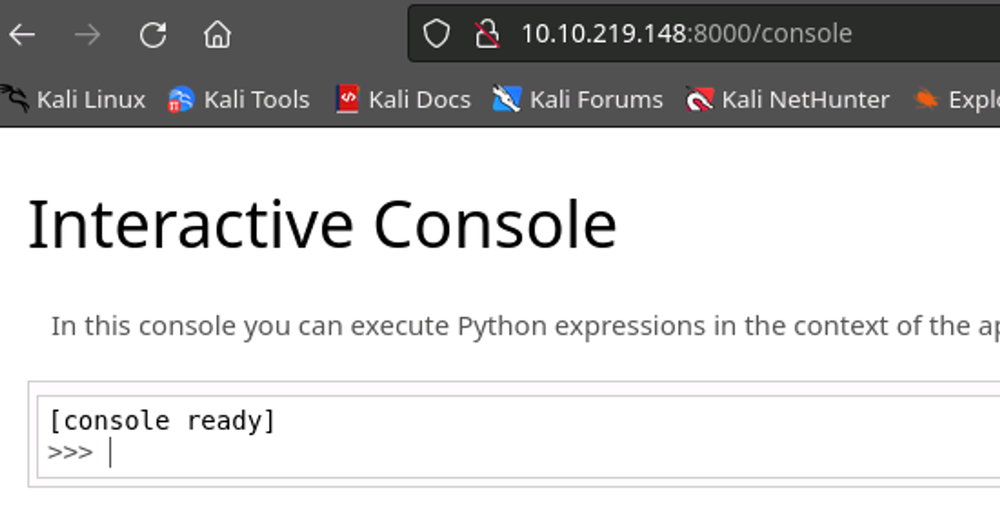 10.10.219.148:8000/console
Kali Linux Kali Tools Kali Docs Kali Forums Kali NetHunter Explo
Interactive Console
In this console you can execute Python expressions in the context of the ap
[console ready]
>>>